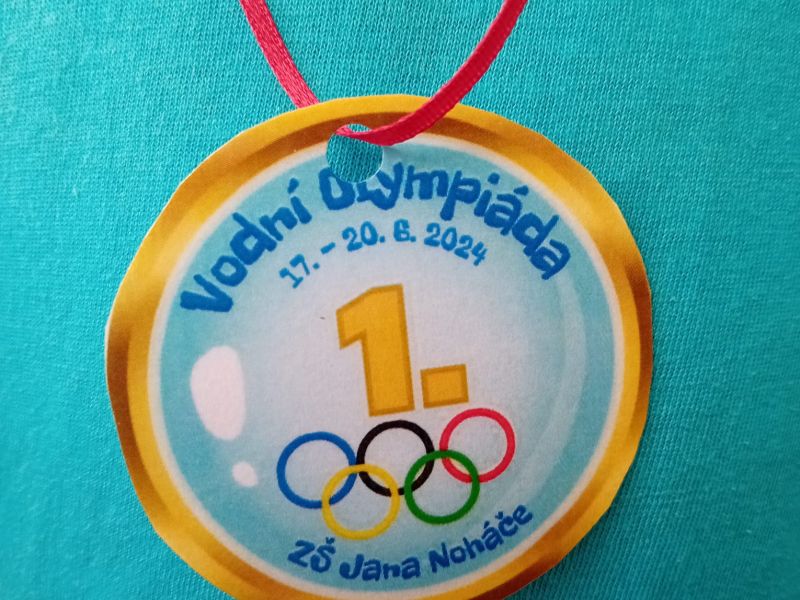 Vodní Olympiáda
17. - 20. 6. 2024
1.
ZŠ Jana Noháče